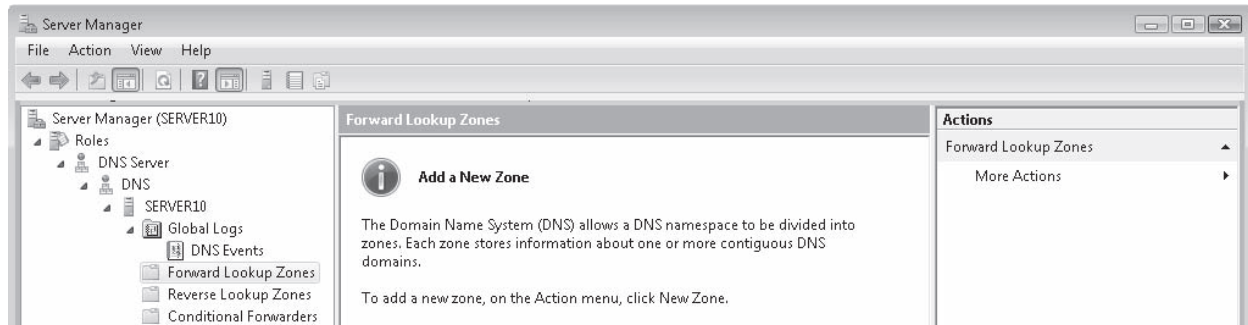 Server Manager
File Action View Help
Server Manager (SERVER10)
Roles
DNS Server
DNS
SERVER10
Global Logs
DNS Events
Forward Lookup Zones
Reverse Lookup Zones
Conditional Forwarders
Forward Lookup Zones
Add a New Zone
The Domain Name System (DNS) allows a DNS namespace to be divided into
zones. Each zone stores information about one or more contiguous DNS
domains.
To add a new zone, on the Action menu, click New Zone.
Actions
Forward Lookup Zones
More Actions